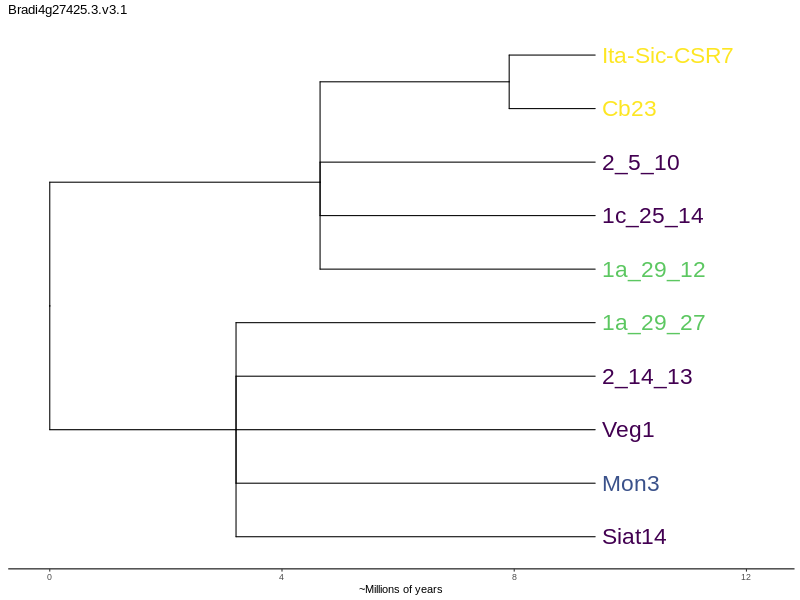 Bradi4g27425.3.v3.1
Ita-Sic-CSR7
Cb23
2_5_10
1c_25_14
1a_29_12
1a_29_27
2_14_13
Veg1
Mon3
Siat14
0 4 8 12
~Millions of years